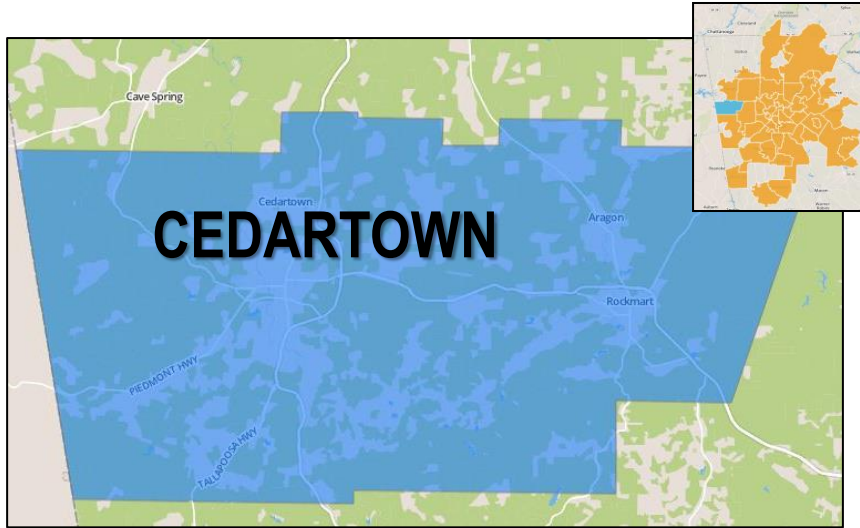 Chattanooga
Cave Spring
Cedartown
CEDARTOWN
Aragon
Rockmart
PIEDMONT HWY
TALLAPOOSA HWY